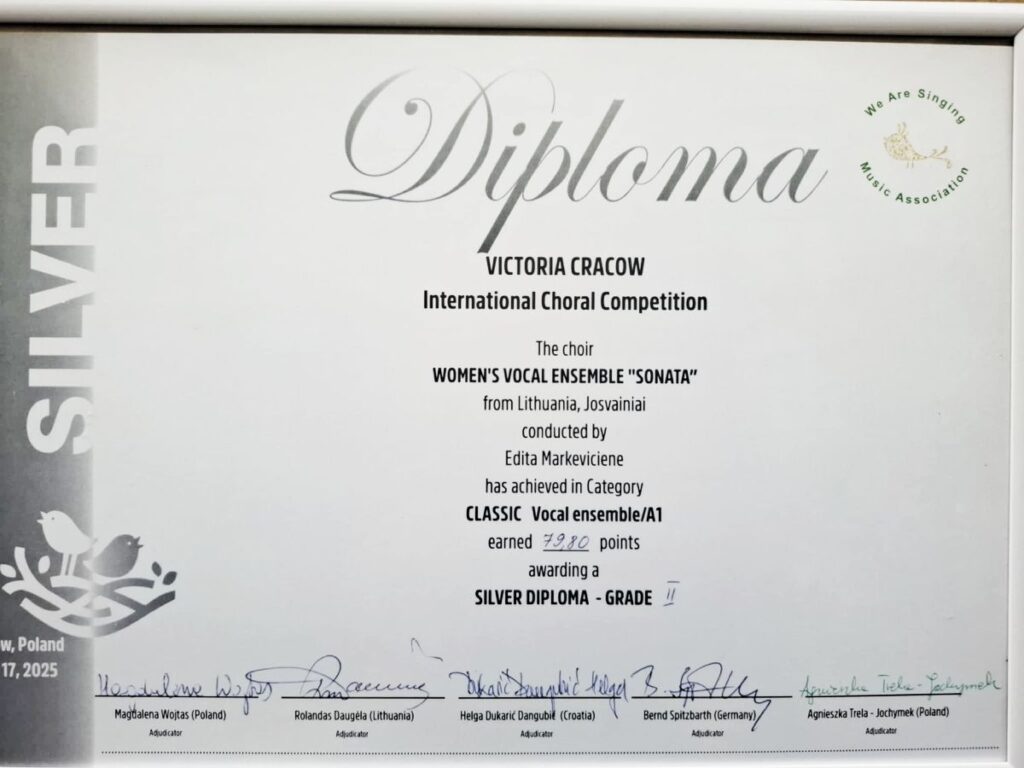 SILVER
Diploma
We Are Singing
Music Association
VICTORIA CRACOW
International Choral Competition
The choir
WOMEN'S VOCAL ENSEMBLE "SONATA"
from Lithuania, Josvainiai
conducted by
Edita Markeviciene
has achieved in Category
CLASSIC Vocal ensemble/A1
earned 79,80 points
awarding a
SILVER DIPLOMA - GRADE II
w, Poland
17, 2025
Magdalena Wojtas
Dukarić Dangubić Helga
Agnieszka Trela-Jochymek
Magdalena Wojtas (Poland)
Adjudicator
Rolandas Daugėla (Lithuania)
Adjudicator
Helga Dukarić Dangubić (Croatia)
Adjudicator
Bernd Spitzbarth (Germany)
Adjudicator
Agnieszka Trela - Jochymek (Poland)
Adjudicator